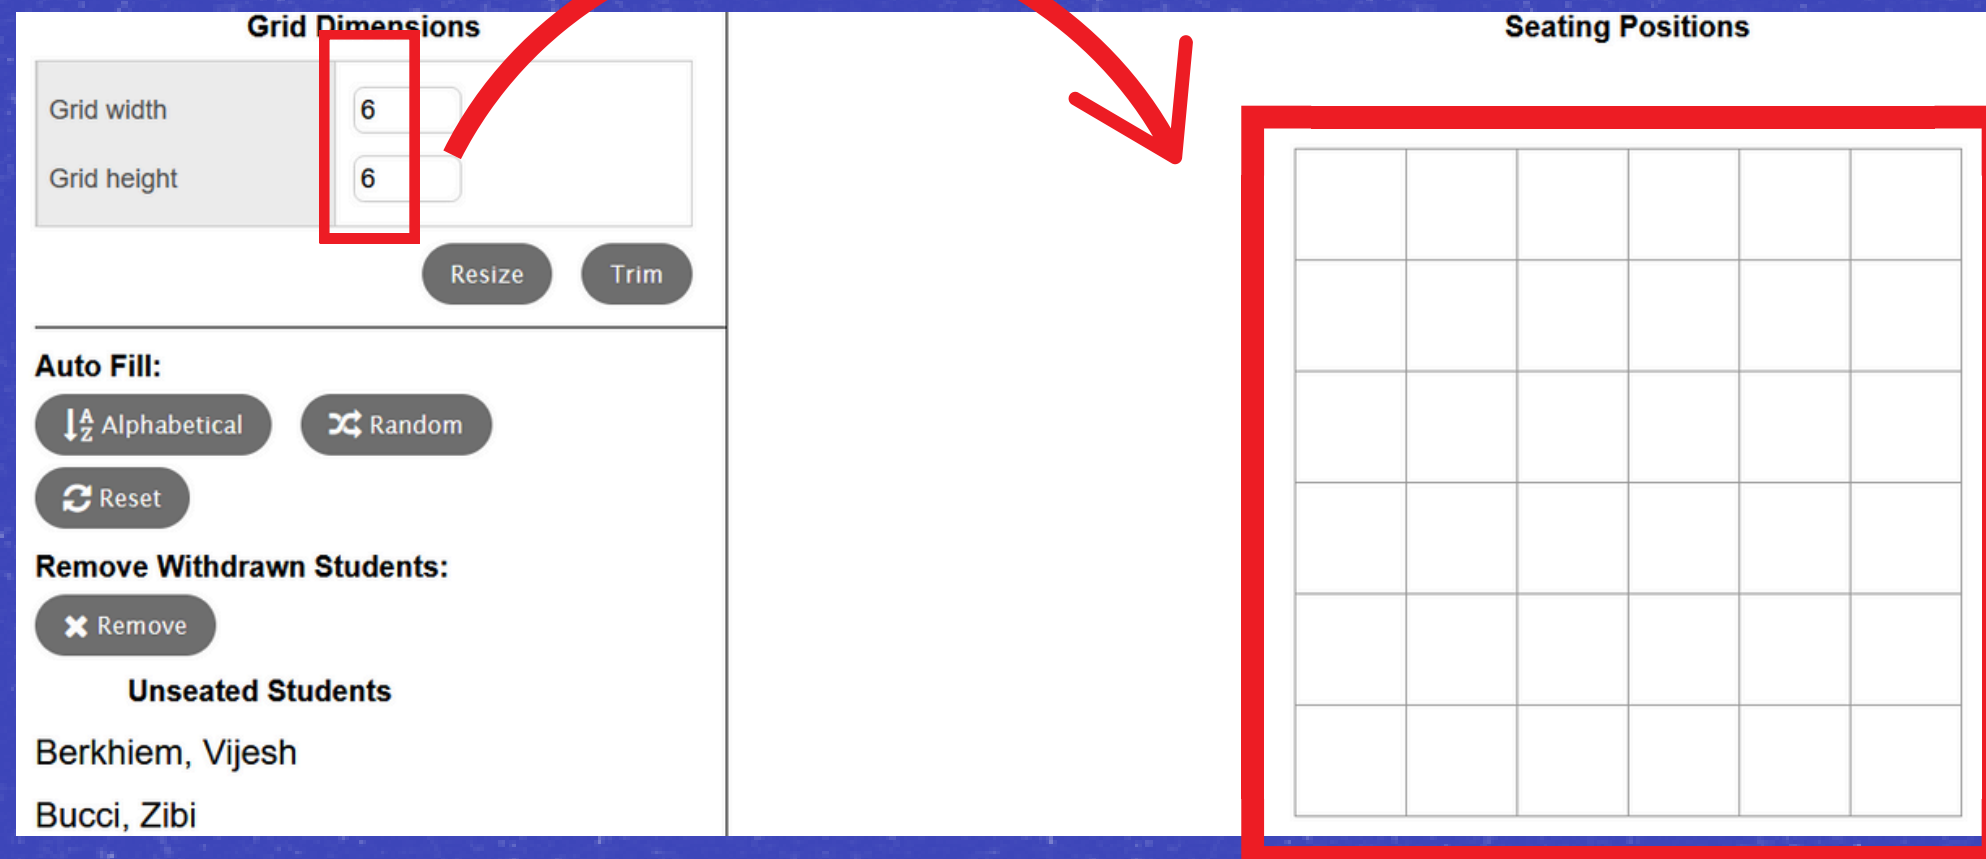 Grid Dimensions
Grid width 6
Grid height 6
Resize Trim
Auto Fill:
Alphabetical Random
Reset
Remove Withdrawn Students:
Remove
Unseated Students
Berkhiem, Vijesh
Bucci, Zibi
Seating Positions